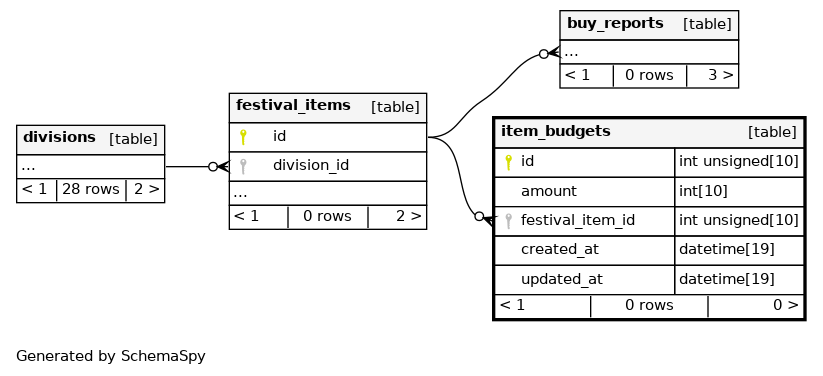 buy_reports [table]
...
< 1 0 rows 3 >
festival_items [table]
id
division_id
...
< 1 0 rows 2 >
divisions [table]
...
< 1 28 rows 2 >
item_budgets [table]
id int unsigned[10]
amount int[10]
festival_item_id int unsigned[10]
created_at datetime[19]
updated_at datetime[19]
< 1 0 rows 0 >
Generated by SchemaSpy